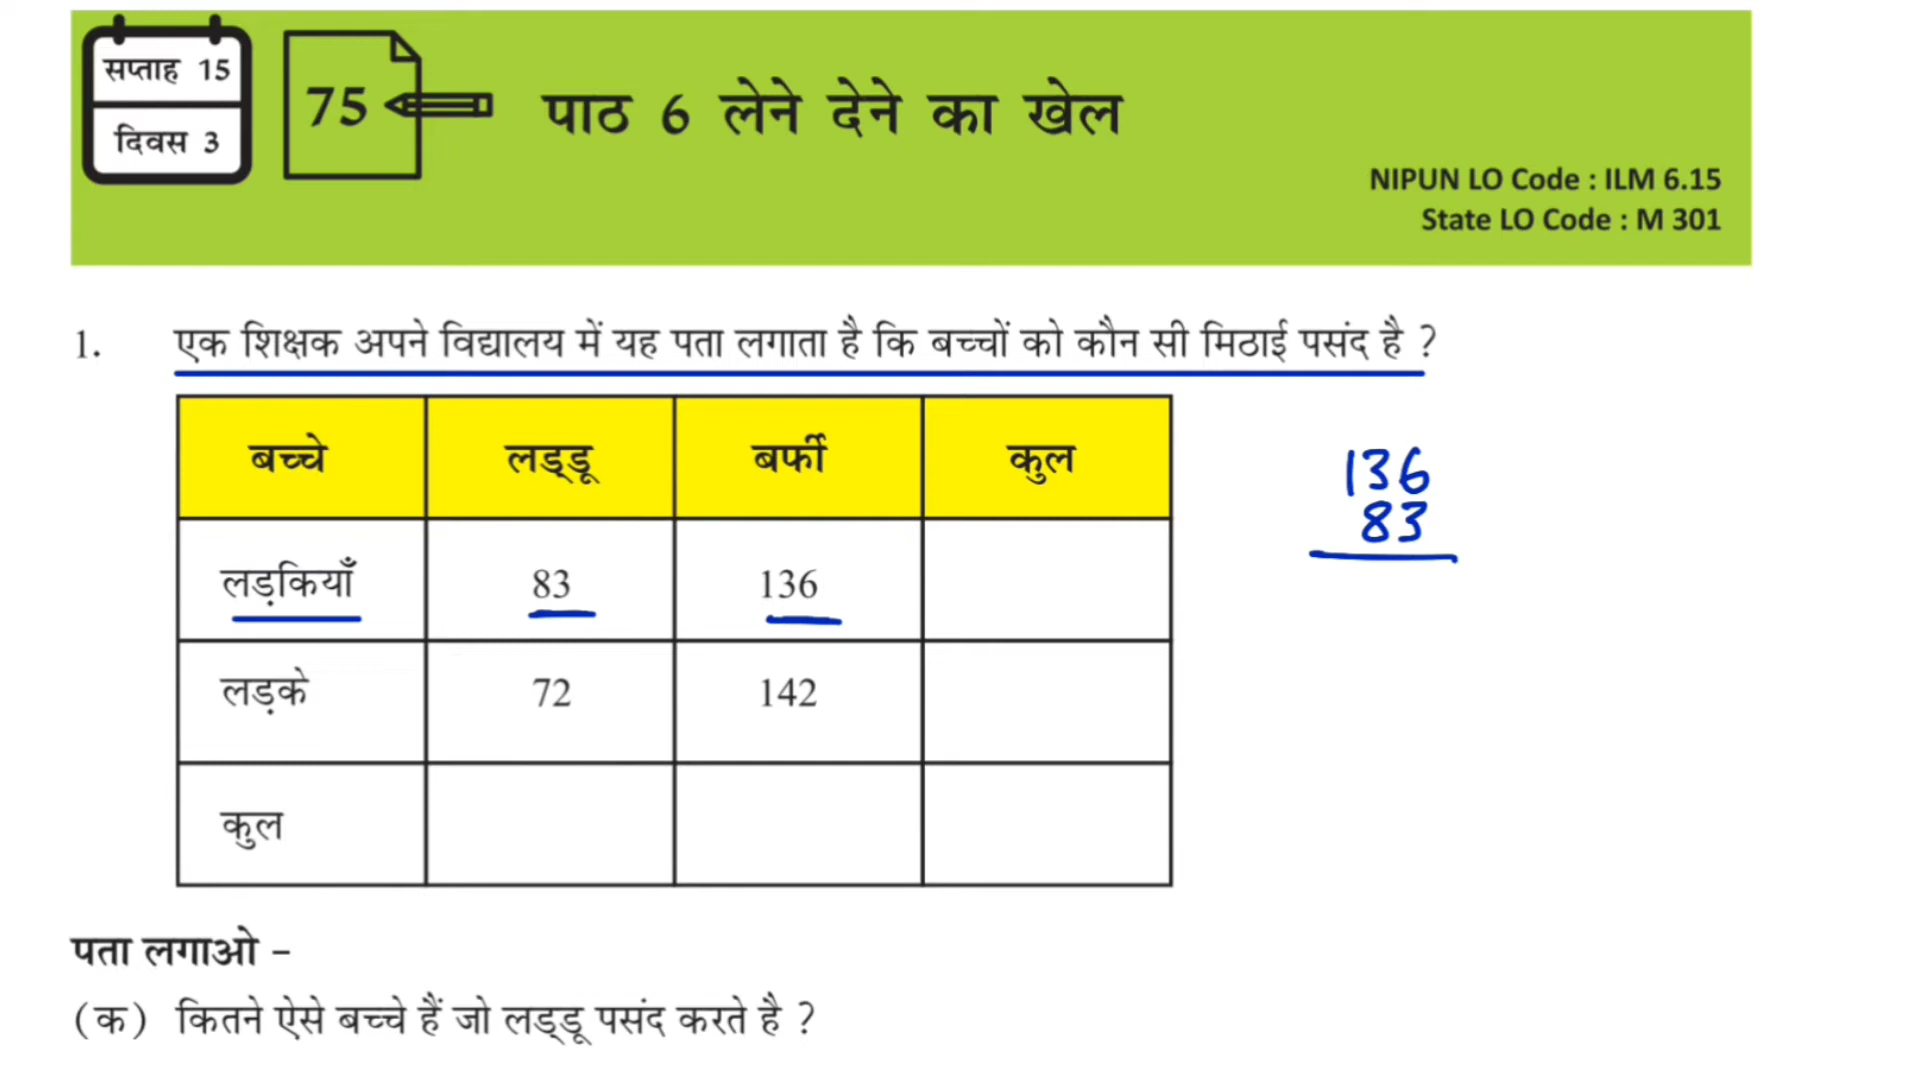 सप्ताह 15
दिवस 3
75
पाठ 6 लेने देने का खेल
NIPUN LO Code : ILM 6.15
State LO Code : M 301
1. एक शिक्षक अपने विद्यालय में यह पता लगाता है कि बच्चों को कौन सी मिठाई पसंद है ?
बच्चे लड्डू बर्फी कुल
लड़कियाँ 83 136
लड़के 72 142
कुल
136
83
पता लगाओ –
(क) कितने ऐसे बच्चे हैं जो लड्डू पसंद करते है ?